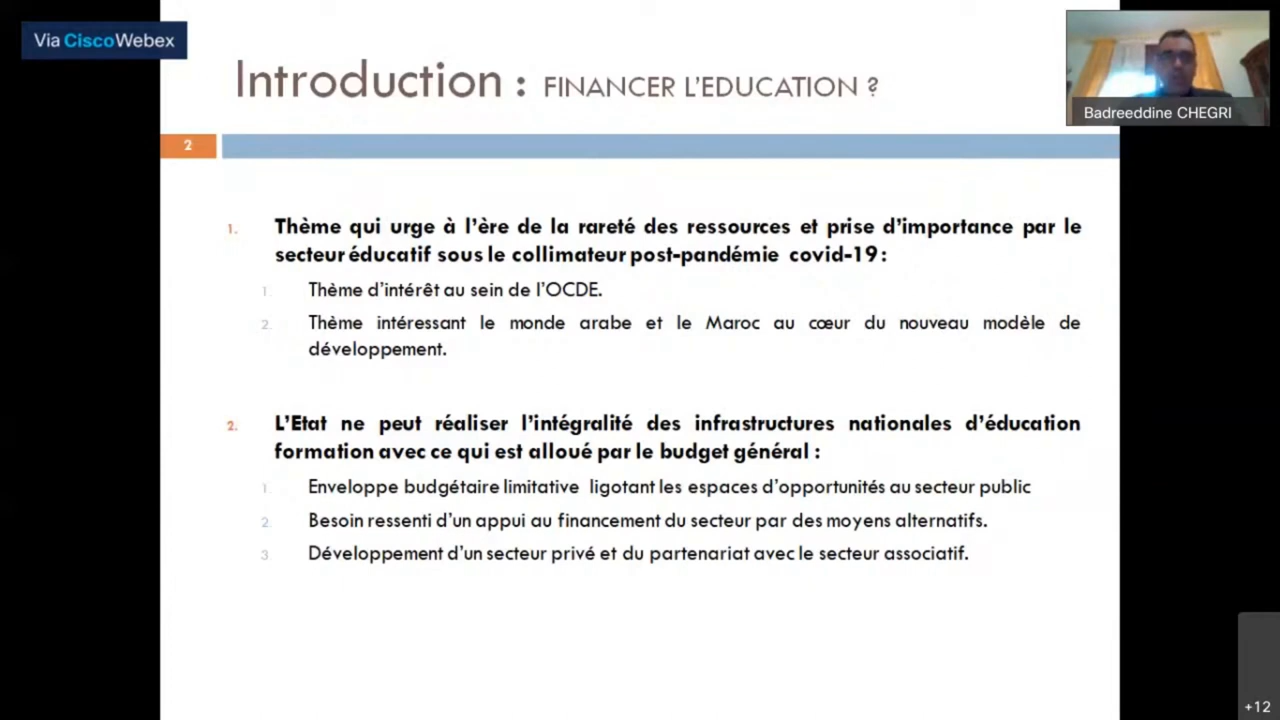 Via CiscoWebex
Introduction : FINANCER L'EDUCATION ?
Badreeddine CHEGRI
2
1. Thème qui urge à l'ère de la rareté des ressources et prise d'importance par le
secteur éducatif sous le collimateur post-pandémie covid-19 :
1. Thème d'intérêt au sein de l'OCDE.
2. Thème intéressant le monde arabe et le Maroc au cœur du nouveau modèle de
développement.
2. L'Etat ne peut réaliser l'intégralité des infrastructures nationales d'éducation
formation avec ce qui est alloué par le budget général :
1. Enveloppe budgétaire limitative ligotant les espaces d'opportunités au secteur public
2. Besoin ressenti d'un appui au financement du secteur par des moyens alternatifs.
3. Développement d'un secteur privé et du partenariat avec le secteur associatif.
+12